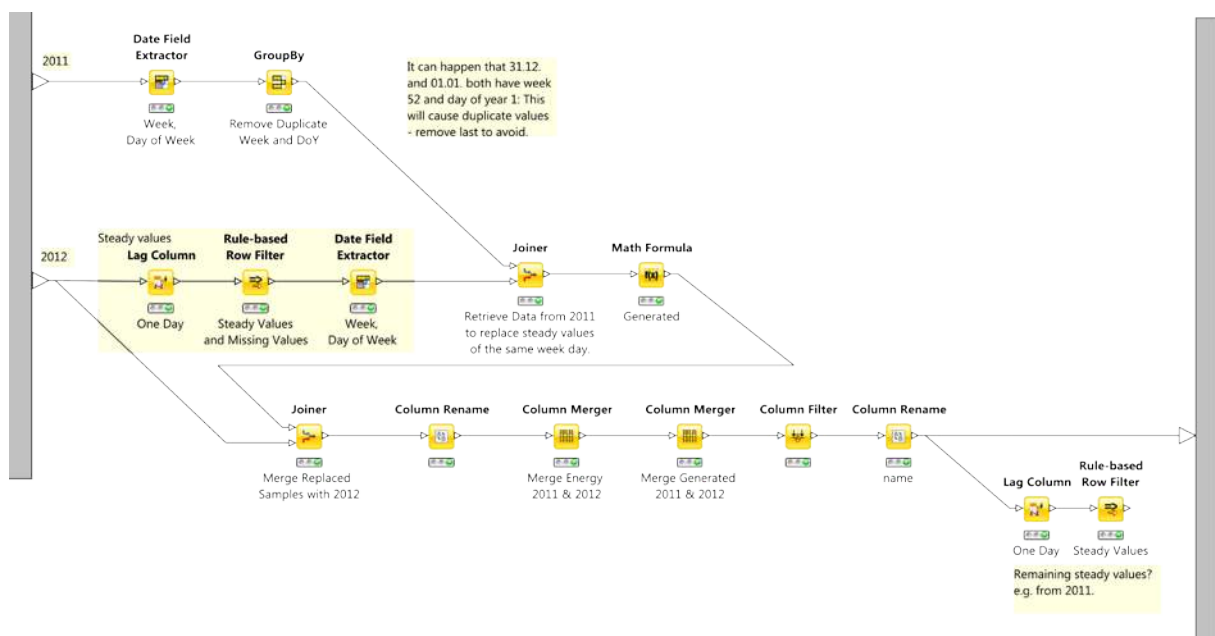 2011
Date Field
Extractor
Week,
Day of Week
GroupBy
Remove Duplicate
Week and DoY
It can happen that 31.12.
and 01.01. both have week
52 and day of year 1: This
will cause duplicate values
- remove last to avoid.
2012
Steady values
Lag Column
One Day
Rule-based
Row Filter
Steady Values
and Missing Values
Date Field
Extractor
Week,
Day of Week
Joiner
Retrieve Data from 2011
to replace steady values
of the same week day.
Math Formula
f(x)
Generated
Joiner
Merge Replaced
Samples with 2012
Column Rename
Column Merger
Merge Energy
2011 & 2012
Column Merger
Merge Generated
2011 & 2012
Column Filter
Column Rename
name
Lag Column
One Day
Rule-based
Row Filter
Steady Values
Remaining steady values?
e.g. from 2011.